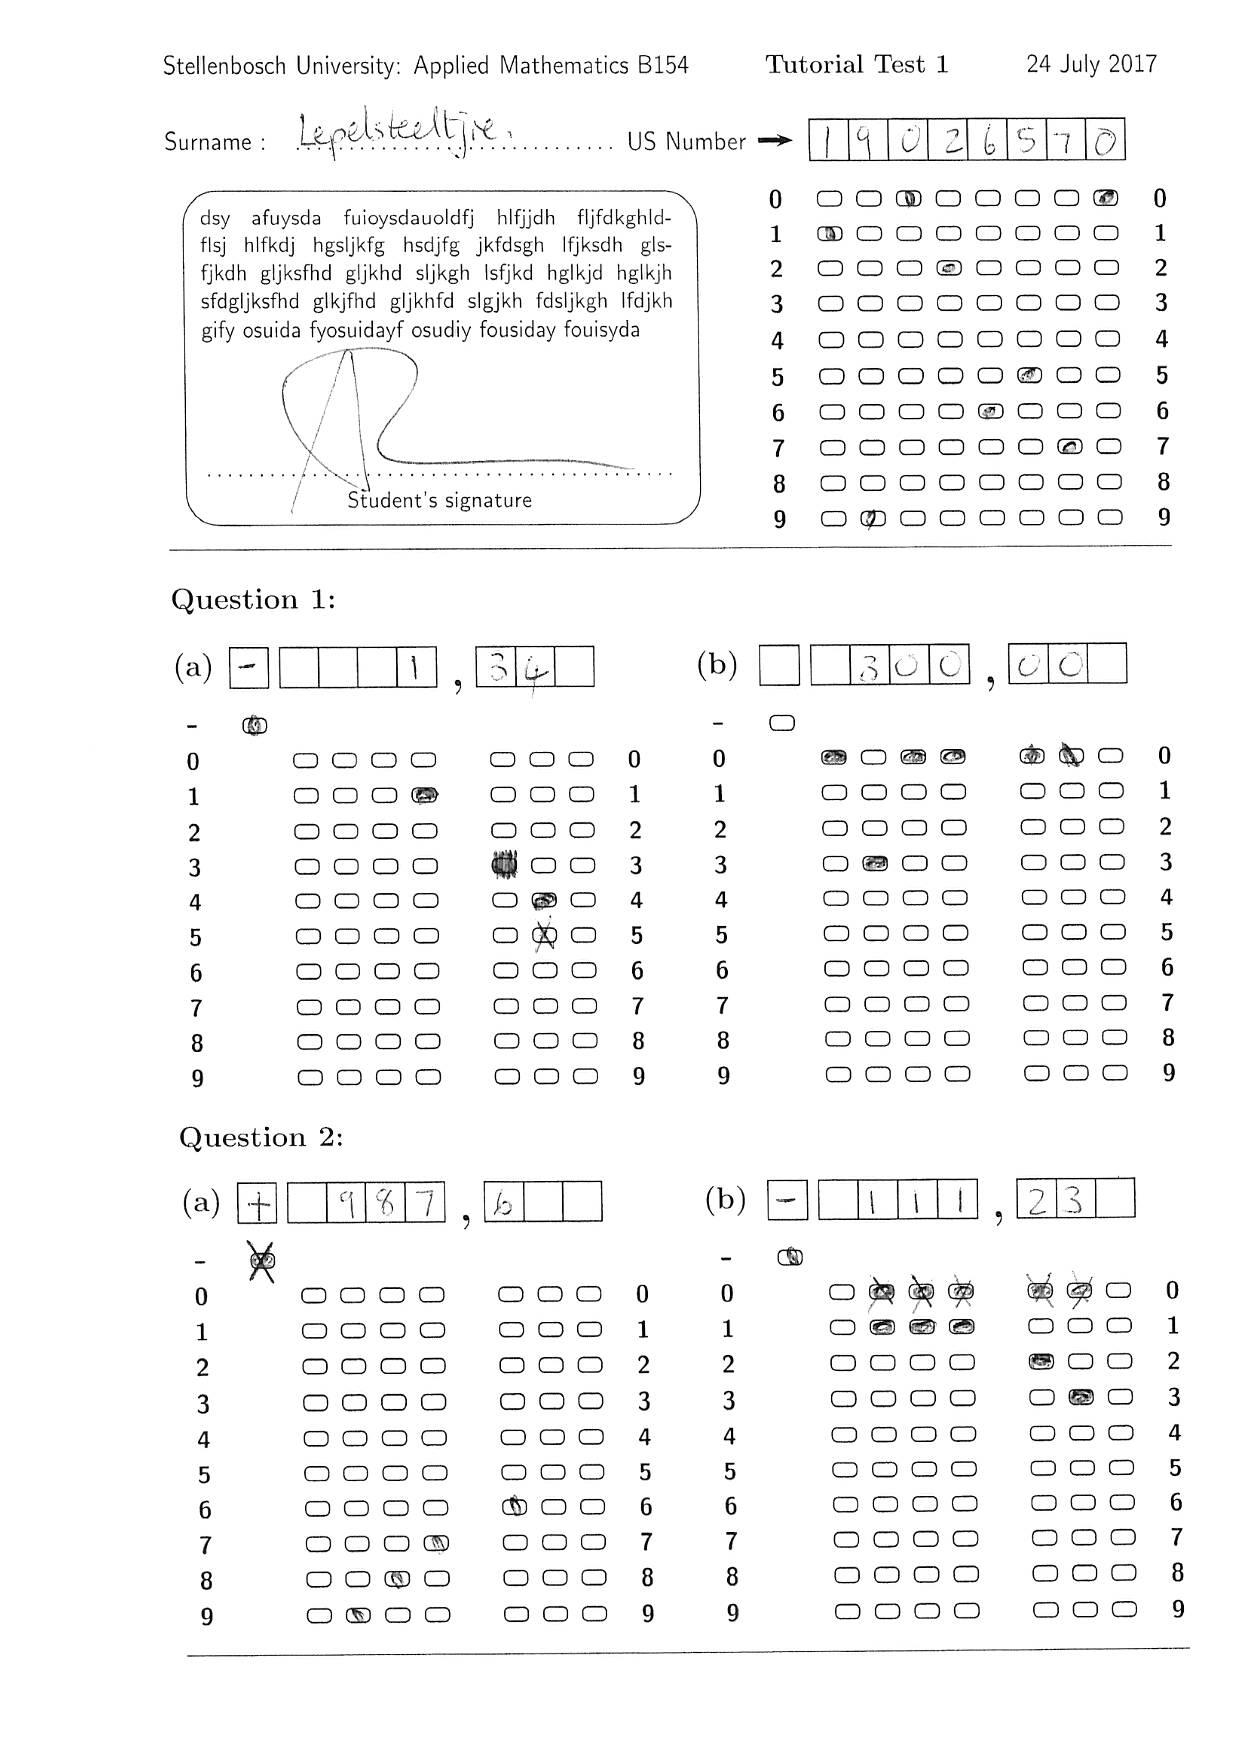 Stellenbosch University: Applied Mathematics B154 Tutorial Test 1 24 July 2017
Surname : Lepelsteeltjie. US Number → 1 9 0 2 6 5 7 0
dsy afuysda fuioysdauoldfj hlfjjdh fljfdkghld-
flsj hlfkdj hgsljkfg hsdjfg jkfdsgh lfjksdh gls-
fjkdh gljksfhd gljkhd sljkgh lsfjkd hglkjd hglkjh
sfdgljksfhd glkjfhd gljkhfd slgjkh fdsljkgh lfdjkh
gify osuida fyosuidayf osudiy fousiday fouisyda
Student's signature
0 0
1 1
2 2
3 3
4 4
5 5
6 6
7 7
8 8
9 9
Question 1:
(a) - 1 , 3 4 (b) 3 0 0 , 0 0
- -
0 0 0 0
1 1 1 1
2 2 2 2
3 3 3 3
4 4 4 4
5 5 5 5
6 6 6 6
7 7 7 7
8 8 8 8
9 9 9 9
Question 2:
(a) + 9 8 7 , 6 (b) - 1 1 1 , 2 3
- -
0 0 0 0
1 1 1 1
2 2 2 2
3 3 3 3
4 4 4 4
5 5 5 5
6 6 6 6
7 7 7 7
8 8 8 8
9 9 9 9